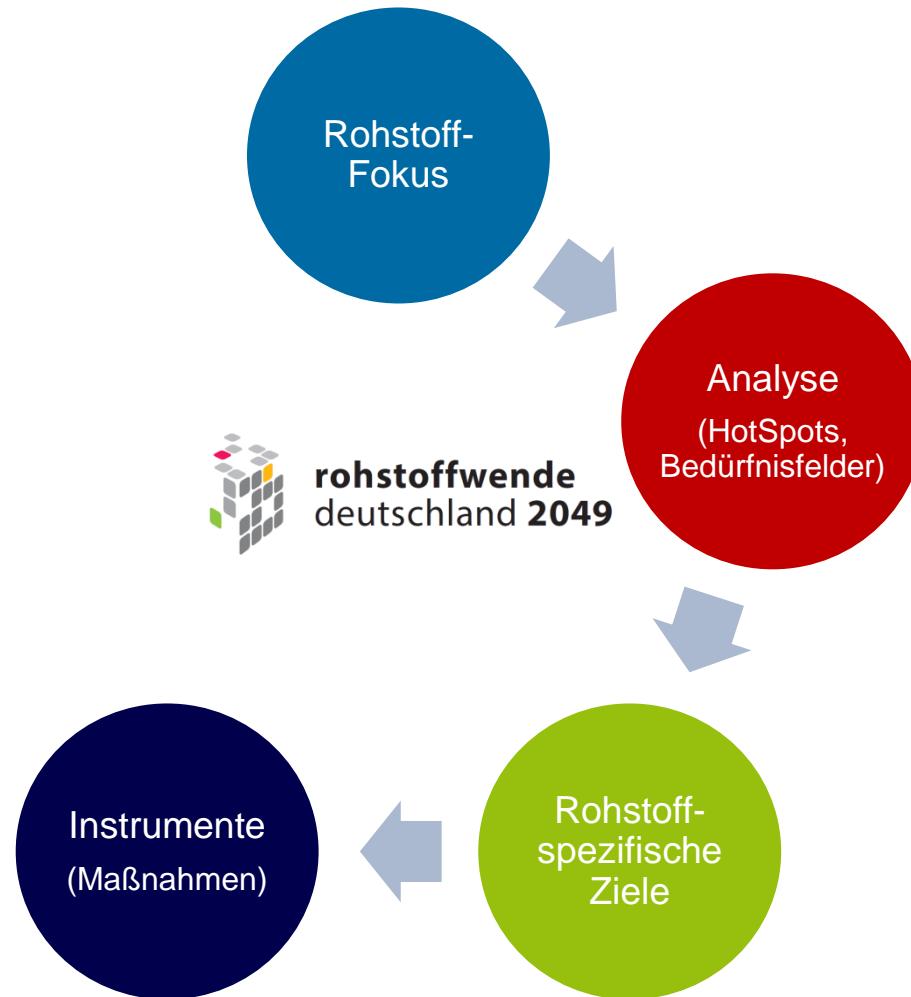 Rohstoff-
Fokus
Analyse
(HotSpots,
Bedürfnisfelder)
rohstoffwende
deutschland 2049
Rohstoff-
spezifische
Ziele
Instrumente
(Maßnahmen)